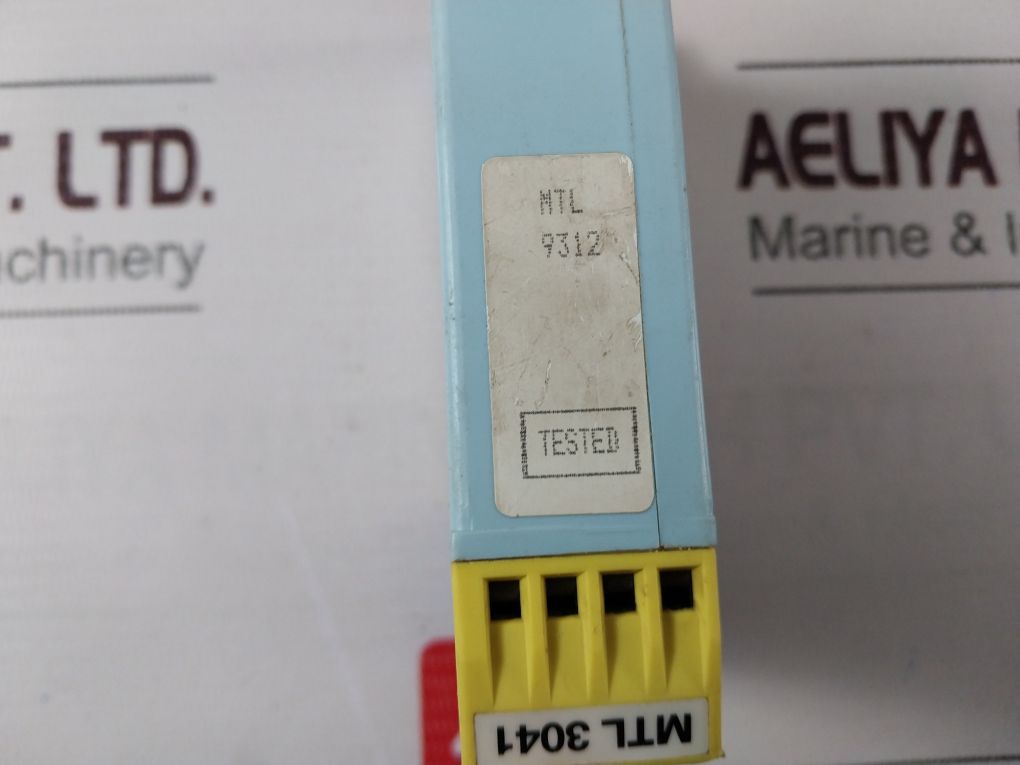 T. LTD.
chinery
AELIYA
Marine &
MTL
9312
TESTED
MTL 3041